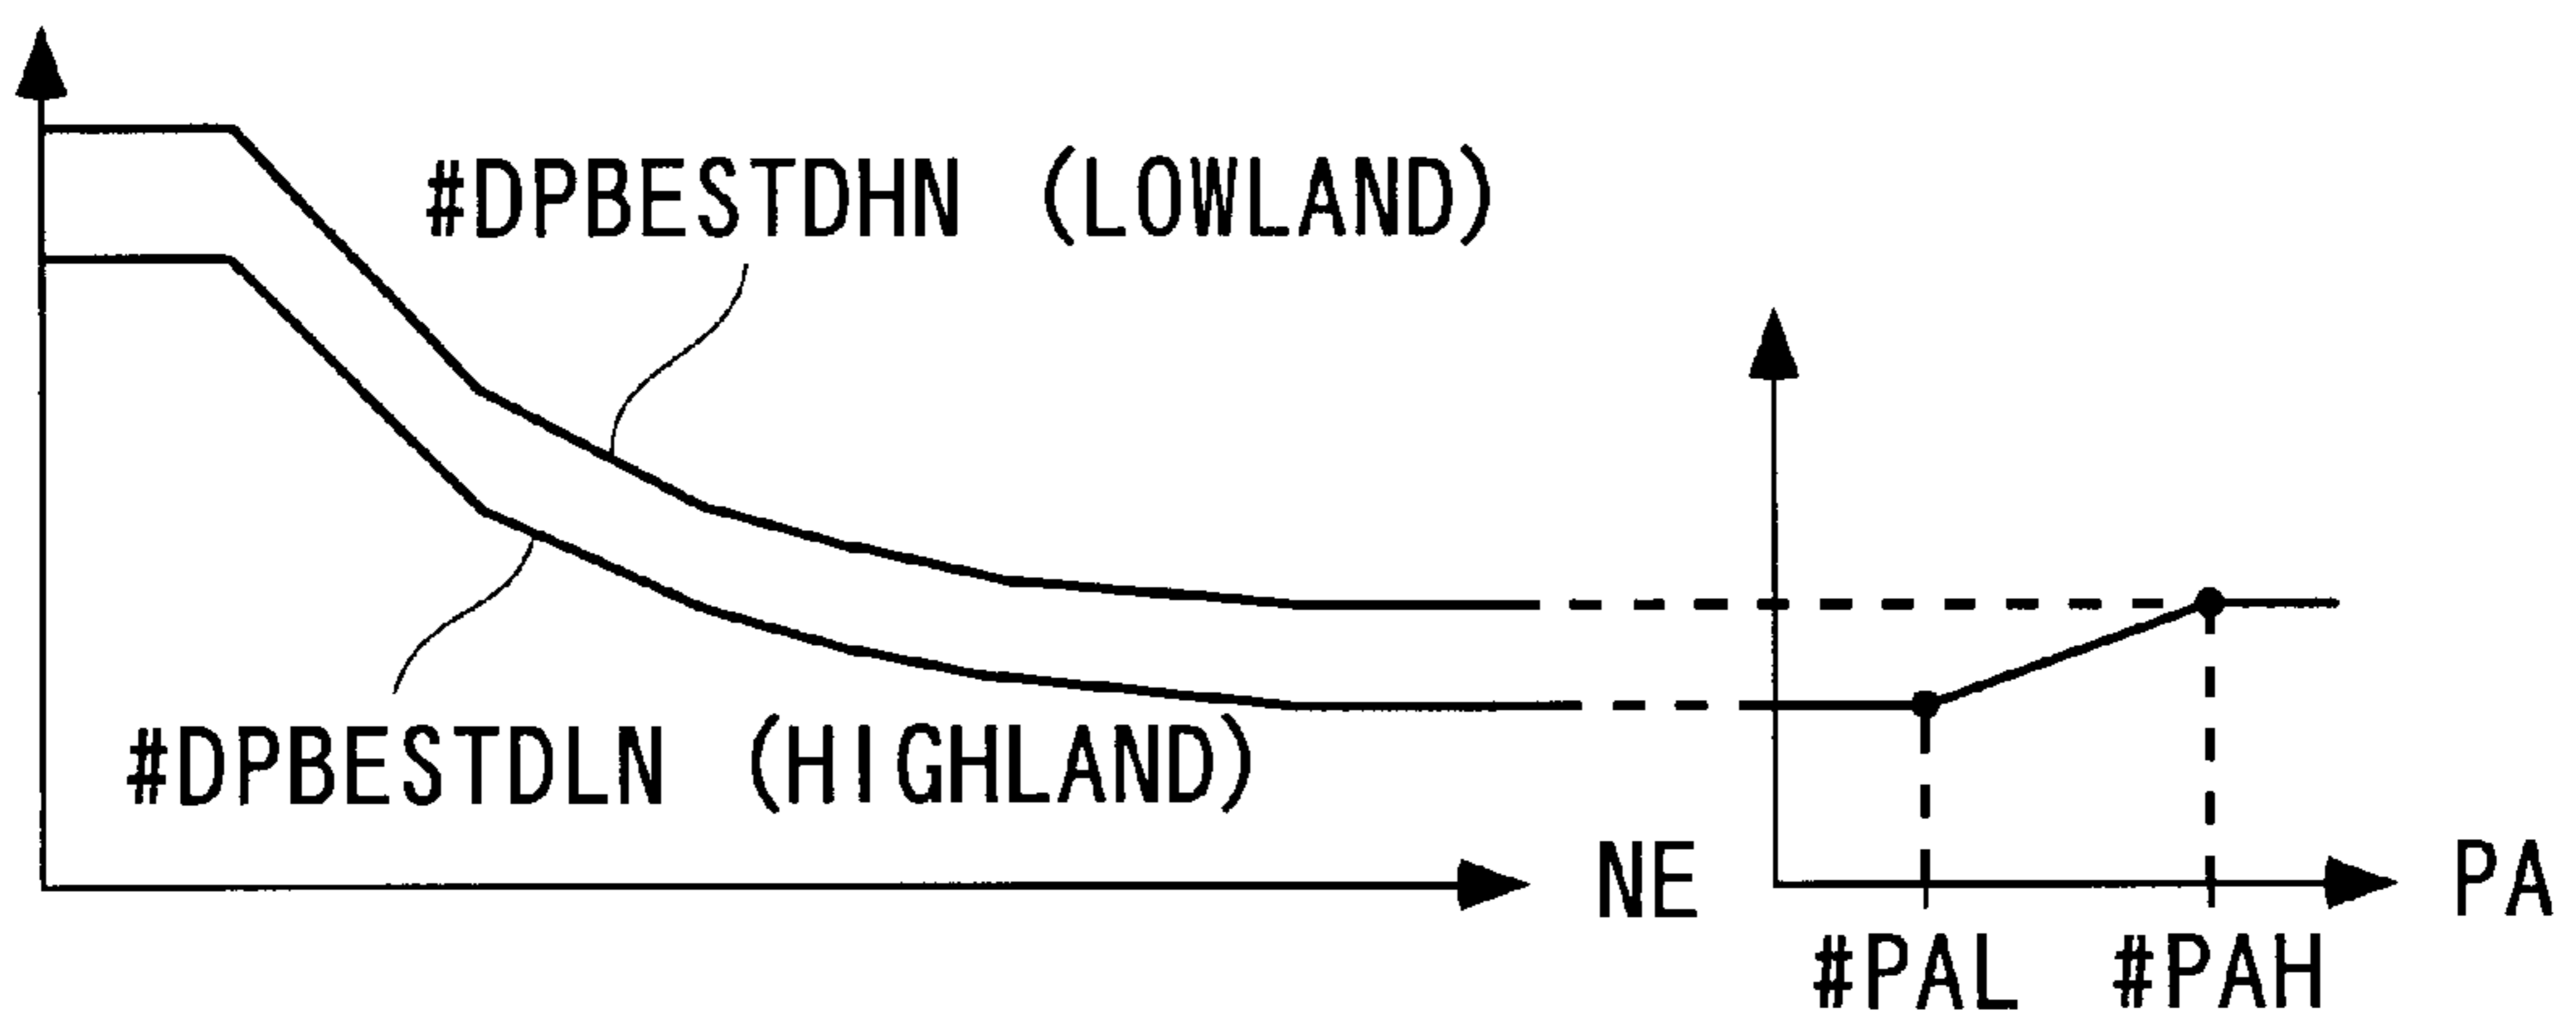 #DPBESTDHN (LOWLAND)
#DPBESTDLN (HIGHLAND)
NE
PA
#PAL
#PAH